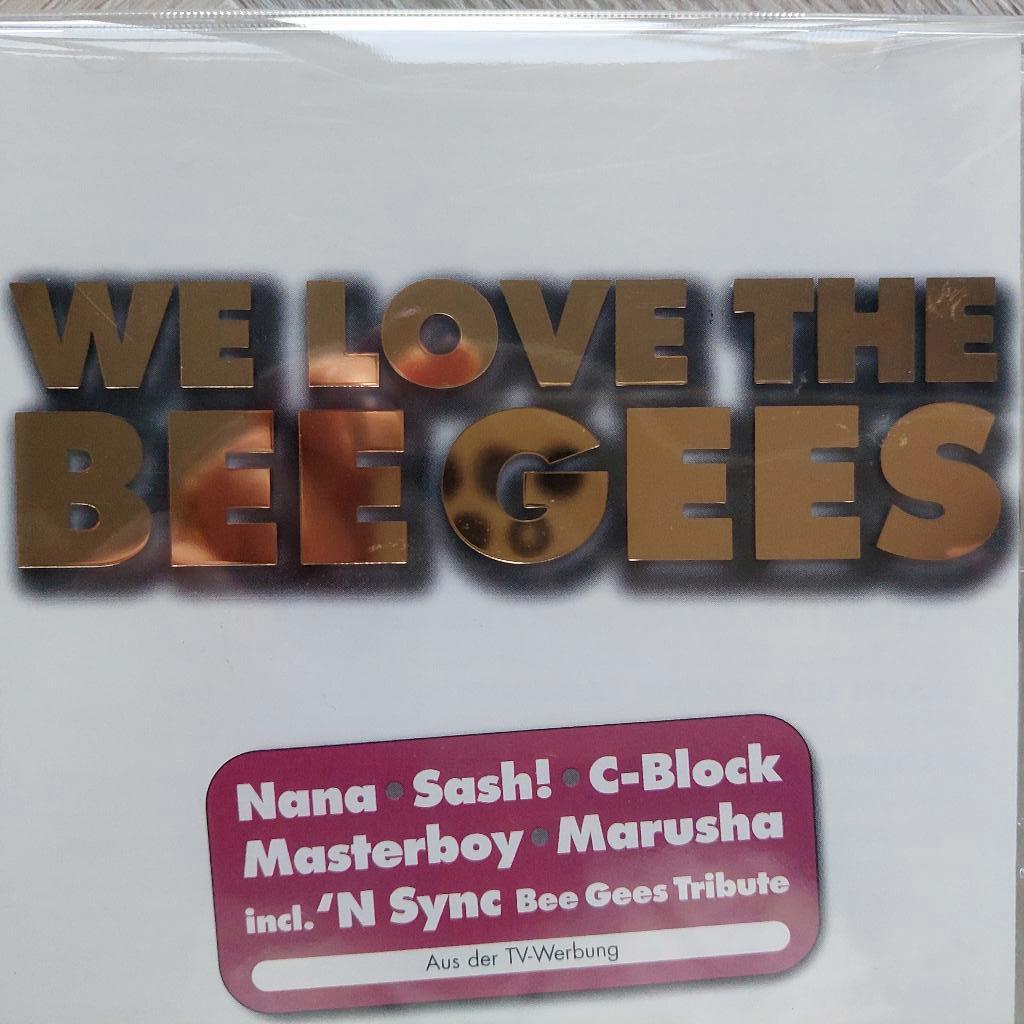 WE LOVE THE
BEE GEES
Nana • Sash! • C-Block
Masterboy • Marusha
incl. 'N Sync Bee Gees Tribute
Aus der TV-Werbung